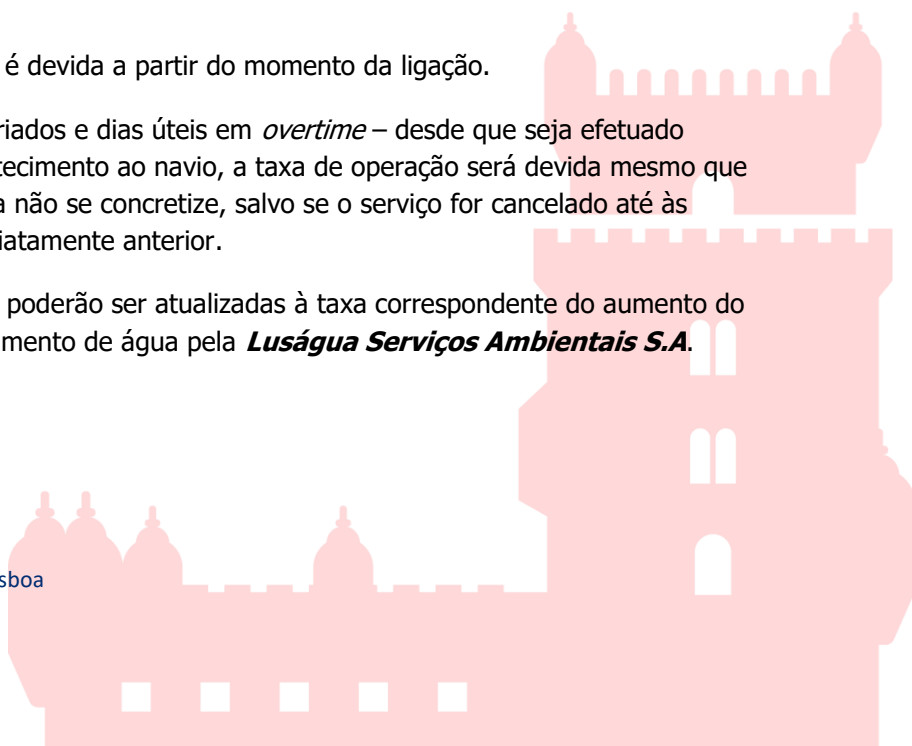 é devida a partir do momento da ligação.
riados e dias úteis em overtime – desde que seja efetuado
tecimento ao navio, a taxa de operação será devida mesmo que
a não se concretize, salvo se o serviço for cancelado até às
iatamente anterior.
poderão ser atualizadas à taxa correspondente do aumento do
mento de água pela Luságua Serviços Ambientais S.A.
sboa